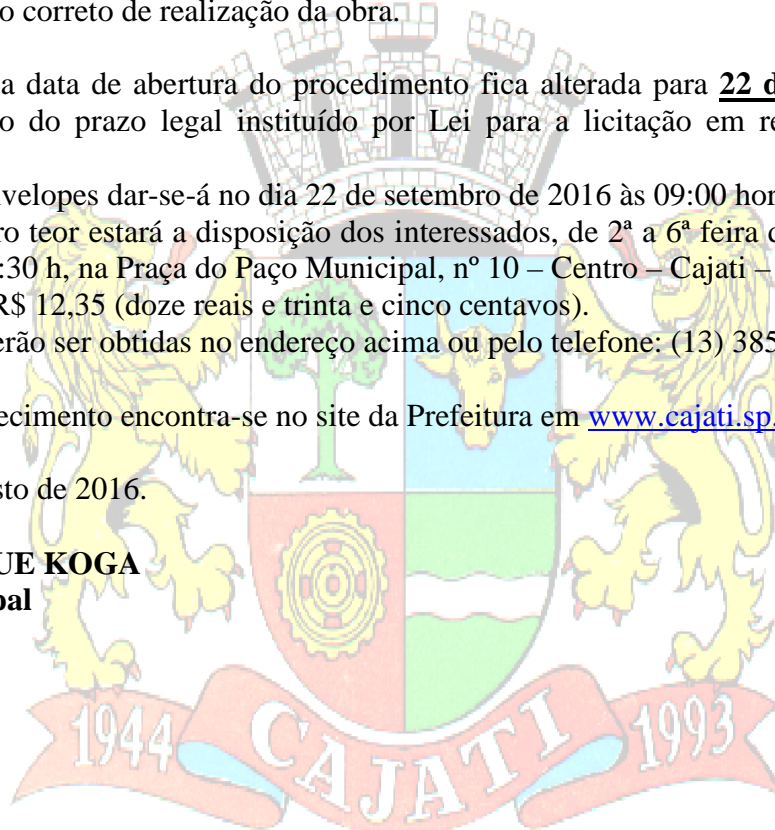 o correto de realização da obra.
a data de abertura do procedimento fica alterada para 22 d
o do prazo legal instituído por Lei para a licitação em re
nvelopes dar-se-á no dia 22 de setembro de 2016 às 09:00 hor
ro teor estará a disposição dos interessados, de 2ª a 6ª feira d
:30 h, na Praça do Paço Municipal, nº 10 – Centro – Cajati –
R$ 12,35 (doze reais e trinta e cinco centavos).
erão ser obtidas no endereço acima ou pelo telefone: (13) 385
ecimento encontra-se no site da Prefeitura em www.cajati.sp.
sto de 2016.
UE KOGA
pal
1944 CAJATI 1993